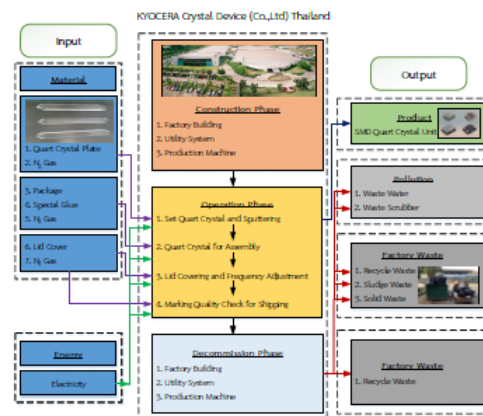 KYOCERA Crystal Device (Co.,Ltd) Thailand
Input
Material
1. Quart Crystal Plate
2. N₂ Gas
3. Package
4. Special Glue
5. N₂ Gas
6. Lid Cover
7. N₂ Gas
Energy
Electricity
Construction Phase
1. Factory Building
2. Utility System
3. Production Machine
Operation Phase
1. Set Quart Crystal and Sputtering
2. Quart Crystal for Assembly
3. Lid Covering and Frequency Adjustment
4. Marking Quality Check for Shipping
Decommission Phase
1. Factory Building
2. Utility System
3. Production Machine
Output
Product
SMD Quart Crystal Unit
Pollution
1. Waste Water
2. Waste Scrubber
Factory Waste
1. Recycle Waste
2. Sludge Waste
3. Solid Waste
Factory Waste
1. Recycle Waste